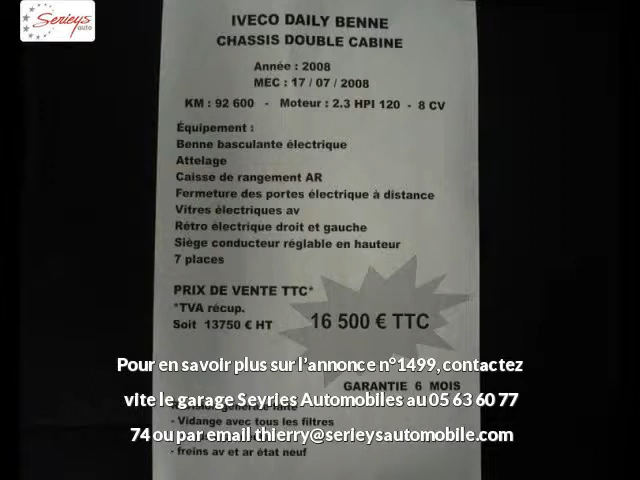 Serieys
auto
IVECO DAILY BENNE
CHASSIS DOUBLE CABINE
Année : 2008
MEC : 17 / 07 / 2008
KM : 92 600 - Moteur : 2.3 HPI 120 - 8 CV
Équipement :
Benne basculante électrique
Attelage
Caisse de rangement AR
Fermeture des portes électrique à distance
Vitres électriques av
Rétro électrique droit et gauche
Siège conducteur réglable en hauteur
7 places
PRIX DE VENTE TTC*
*TVA récup.
Soit 13750 € HT
16 500 € TTC
Pour en savoir plus sur l'annonce n°1499, contactez
GARANTIE 6 MOIS
vite le garage Seyries Automobiles au 05 63 60 77
- Vidange avec tous les filtres
74 ou par email thierry@serieysautomobile.com
- freins av et ar état neuf